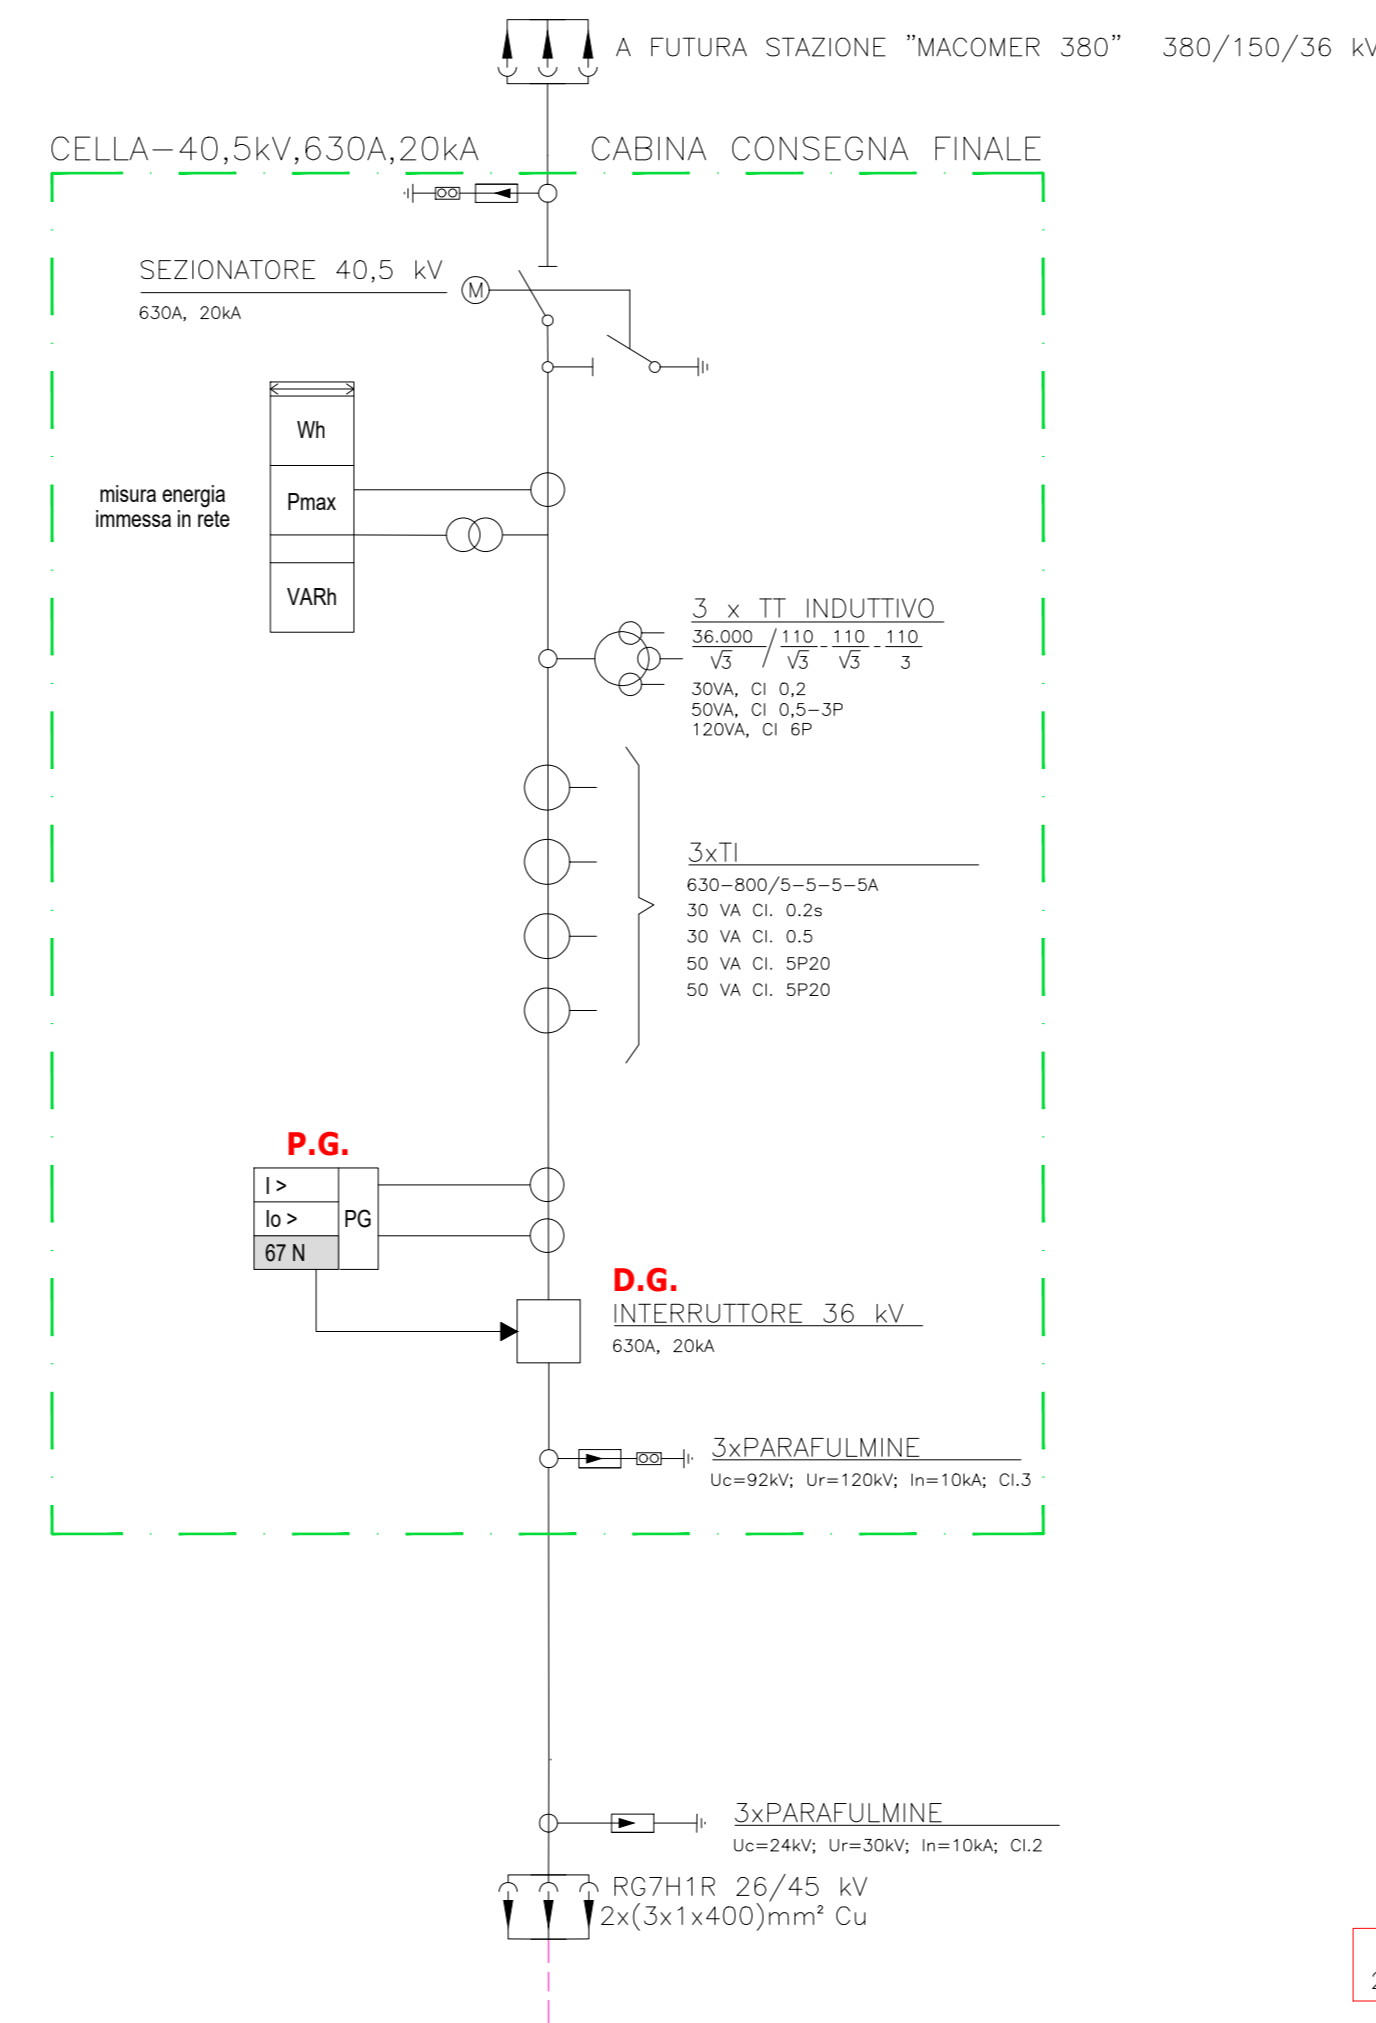 A FUTURA STAZIONE "MACOMER 380" 380/150/36 kV
CELLA-40,5kV,630A,20kA CABINA CONSEGNA FINALE
SEZIONATORE 40,5 kV
630A, 20kA
M
Wh
misura energia
immessa in rete
Pmax
VARh
3 x TT INDUTTIVO
36.000/√3 / 110/√3 - 110/√3 - 110/3
30VA, Cl 0,2
50VA, Cl 0,5-3P
120VA, Cl 6P
3xTI
630-800/5-5-5-5A
30 VA Cl. 0.2s
30 VA Cl. 0.5
50 VA Cl. 5P20
50 VA Cl. 5P20
P.G.
I >
Io >
PG
67 N
D.G.
INTERRUTTORE 36 kV
630A, 20kA
3xPARAFULMINE
Uc=92kV; Ur=120kV; In=10kA; Cl.3
3xPARAFULMINE
Uc=24kV; Ur=30kV; In=10kA; Cl.2
RG7H1R 26/45 kV
2x(3x1x400)mm² Cu